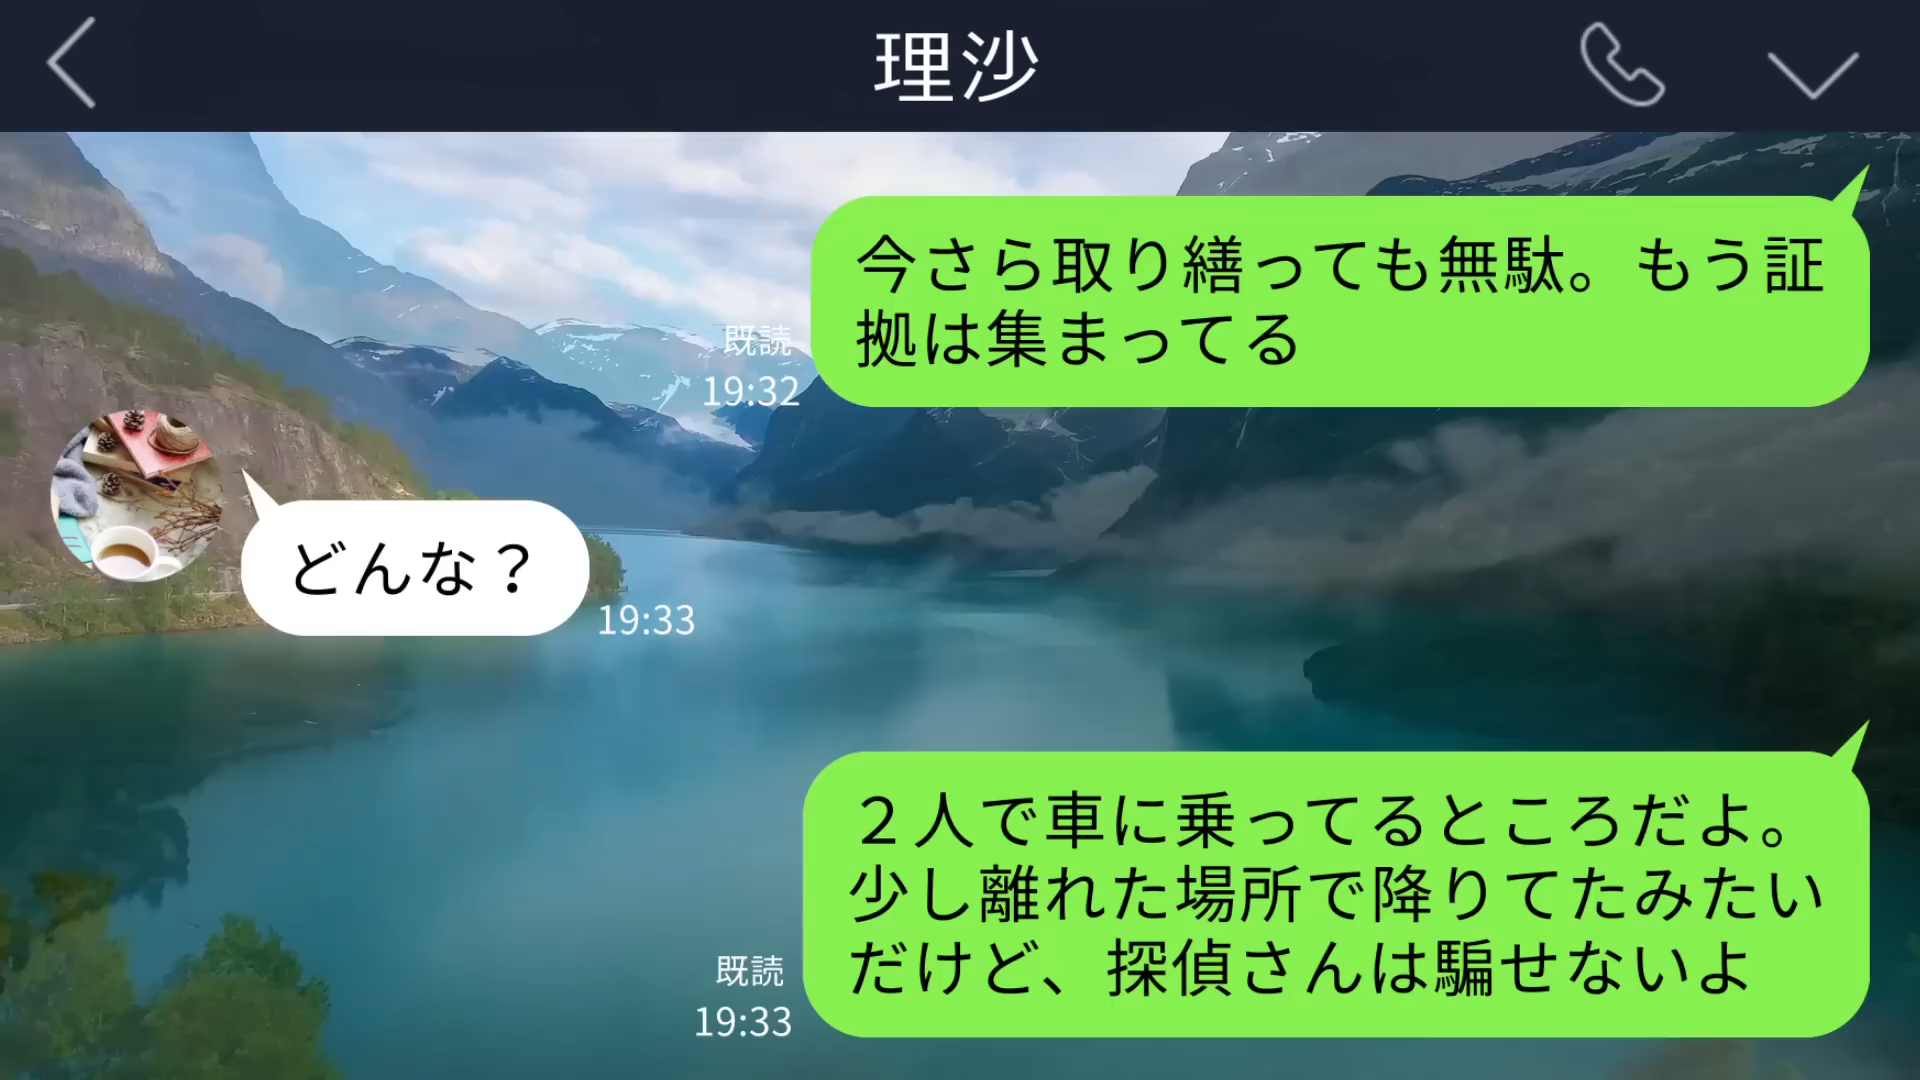 理沙
今さら取り繕っても無駄。もう証
拠は集まってる
既読
19:32
どんな？
19:33
２人で車に乗ってるところだよ。
少し離れた場所で降りてたみたい
だけど、探偵さんは騙せないよ
既読
19:33